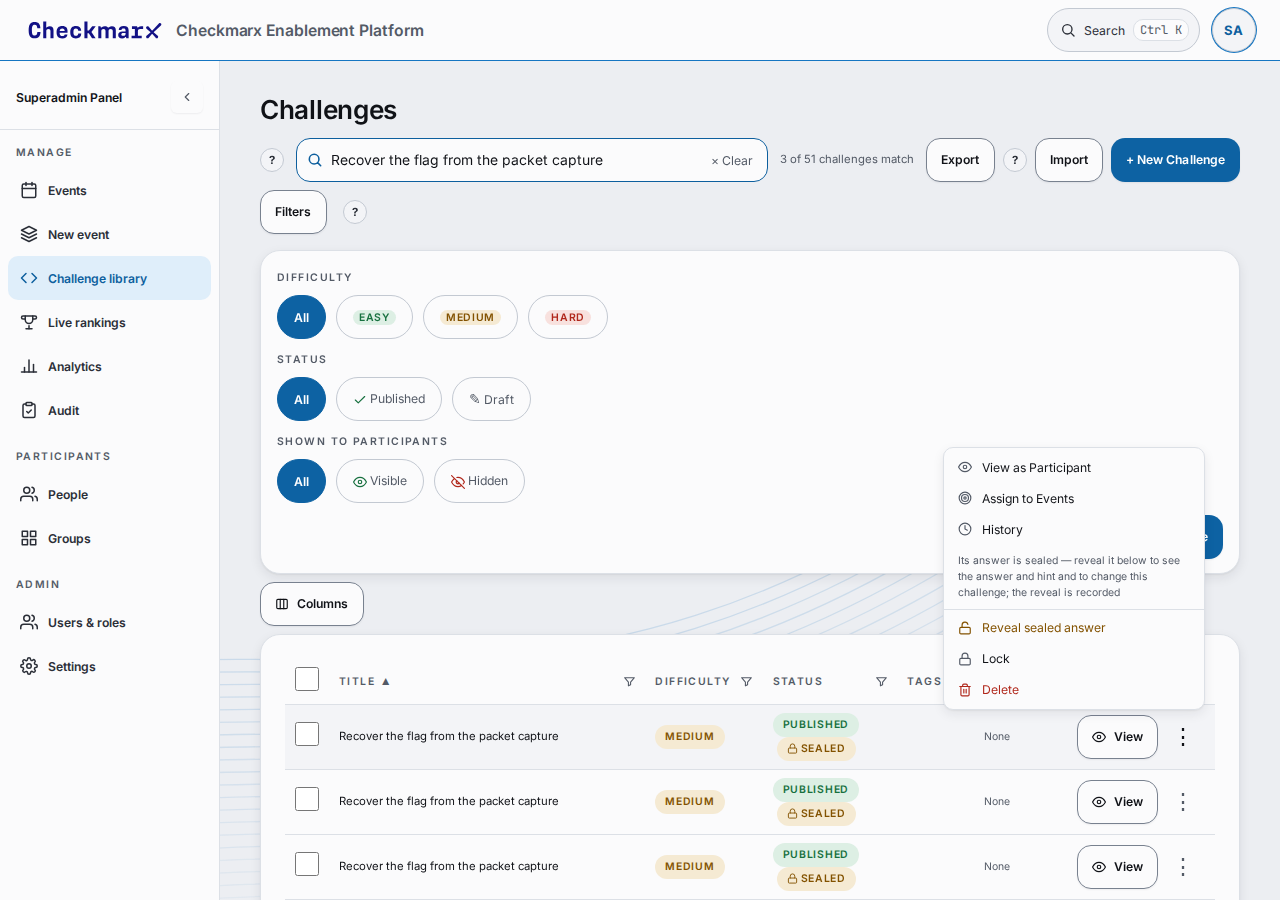 Checkmarx Checkmarx Enablement Platform Search Ctrl K SA
Superadmin Panel
MANAGE
Events
New event
Challenge library
Live rankings
Analytics
Audit
PARTICIPANTS
People
Groups
ADMIN
Users & roles
Settings
Challenges
? Recover the flag from the packet capture × Clear 3 of 51 challenges match Export ? Import + New Challenge
Filters ?
DIFFICULTY
All EASY MEDIUM HARD
STATUS
All ✓ Published ✎ Draft
SHOWN TO PARTICIPANTS
All Visible Hidden
View as Participant
Assign to Events
History
Its answer is sealed — reveal it below to see
the answer and hint and to change this
challenge; the reveal is recorded
Reveal sealed answer
Lock
Delete
Columns
TITLE ▲ DIFFICULTY STATUS TAGS
Recover the flag from the packet capture MEDIUM PUBLISHED SEALED None View
Recover the flag from the packet capture MEDIUM PUBLISHED SEALED None View
Recover the flag from the packet capture MEDIUM PUBLISHED SEALED None View